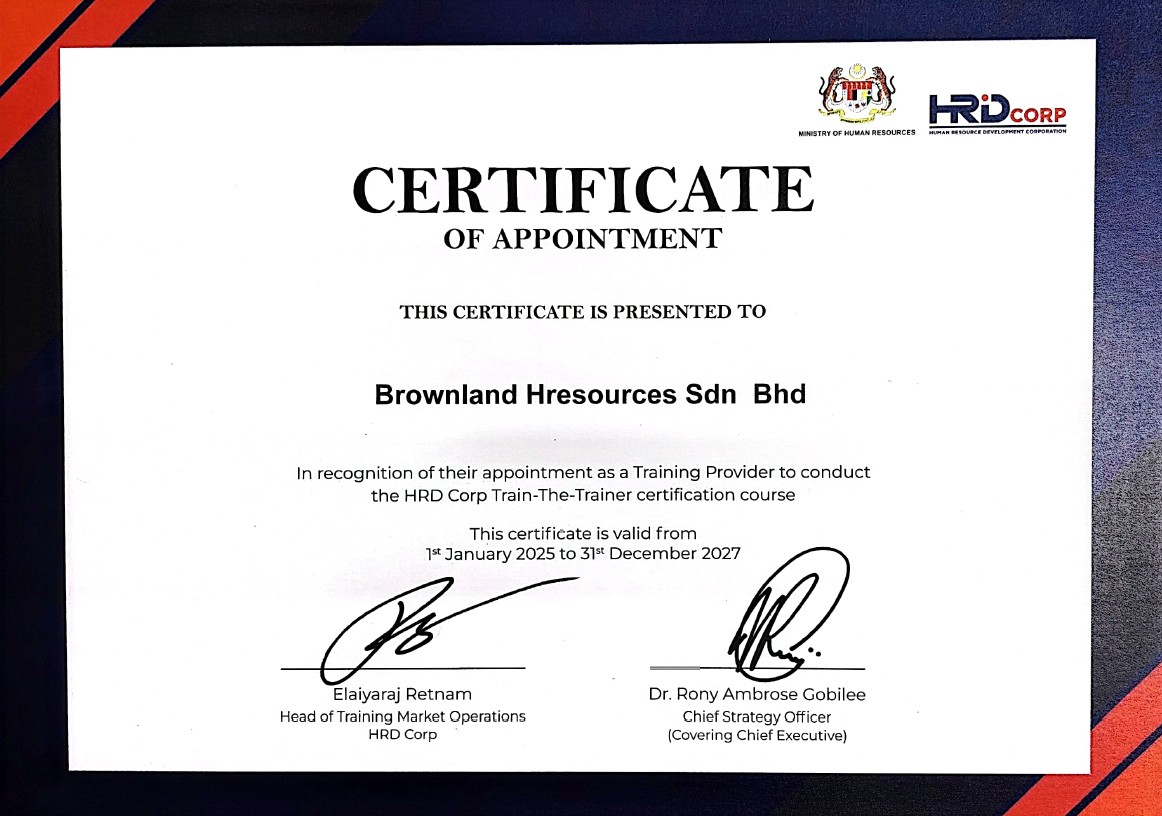 MINISTRY OF HUMAN RESOURCES
HRD CORP
HUMAN RESOURCE DEVELOPMENT CORPORATION
CERTIFICATE
OF APPOINTMENT
THIS CERTIFICATE IS PRESENTED TO
Brownland Hresources Sdn Bhd
In recognition of their appointment as a Training Provider to conduct
the HRD Corp Train-The-Trainer certification course
This certificate is valid from
1st January 2025 to 31st December 2027
Elaiyaraj Retnam
Head of Training Market Operations
HRD Corp
Dr. Rony Ambrose Gobilee
Chief Strategy Officer
(Covering Chief Executive)